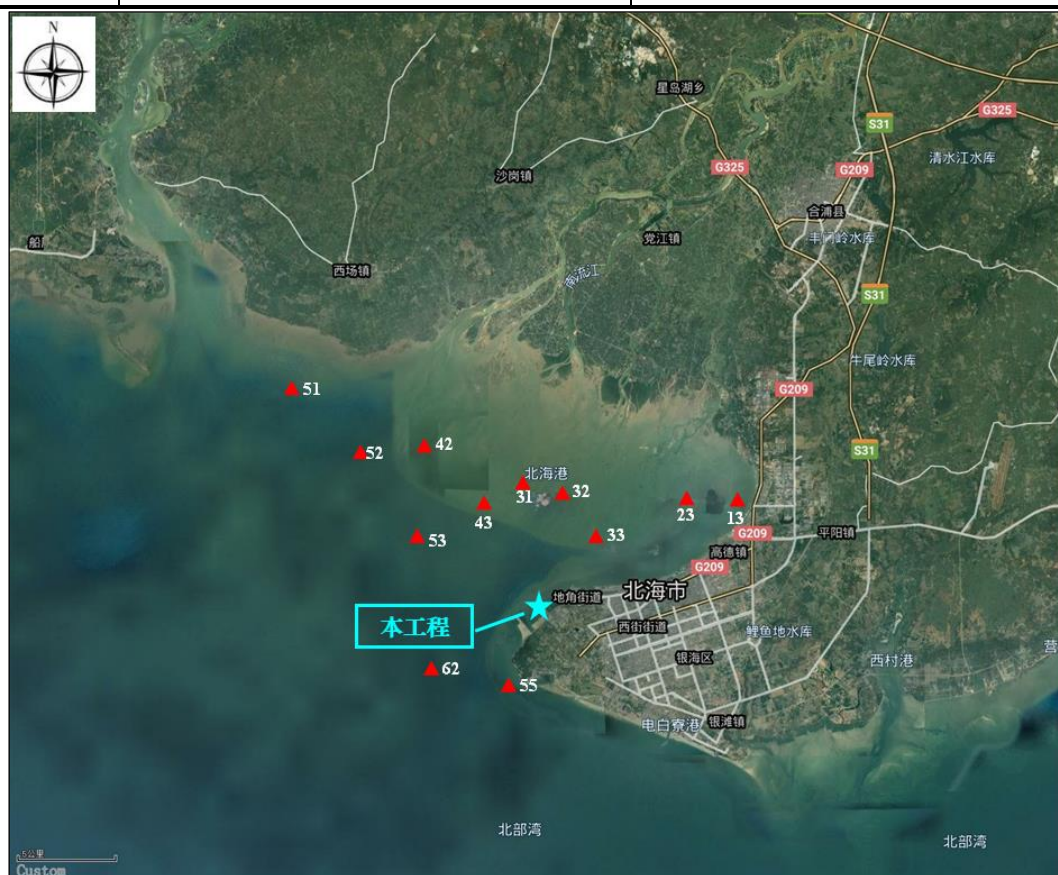 N
星岛湖乡
G325
S31
沙岗镇
G325
G209
清水江水库
合浦县
船
党江镇
丰门岭水库
西场镇
南流江
S31
牛尾岭水库
51
G209
42
S31
52
北海港
31
32
43
23
13
53
33
G209
平阳镇
高德镇
G209
北海市
地角街道
本工程
西街街道
鲤鱼地水库
营
银海区
西村港
62
55
电白寮港
银滩镇
北部湾
北部湾
5公里
Custom